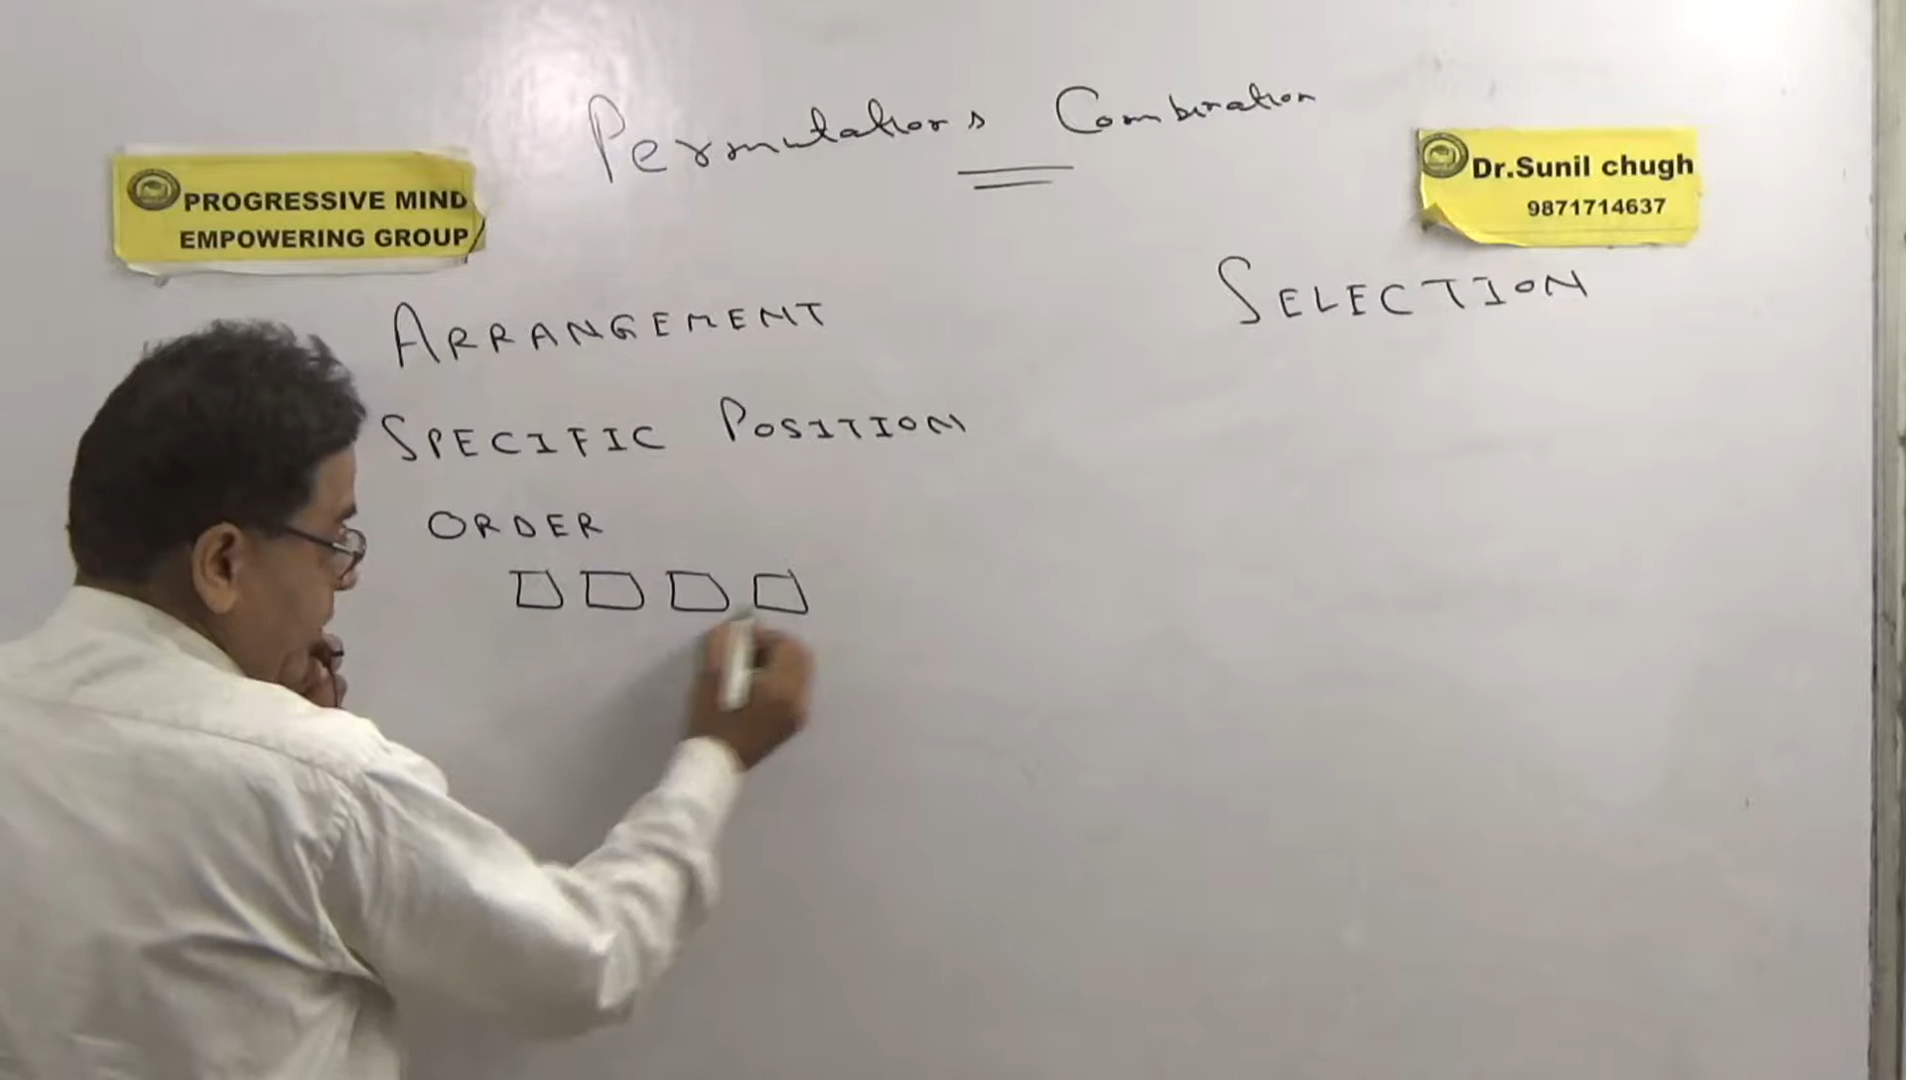 Permutations Combination
PROGRESSIVE MIND
EMPOWERING GROUP
Dr.Sunil chugh
9871714637
ARRANGEMENT
SELECTION
SPECIFIC POSITION
ORDER